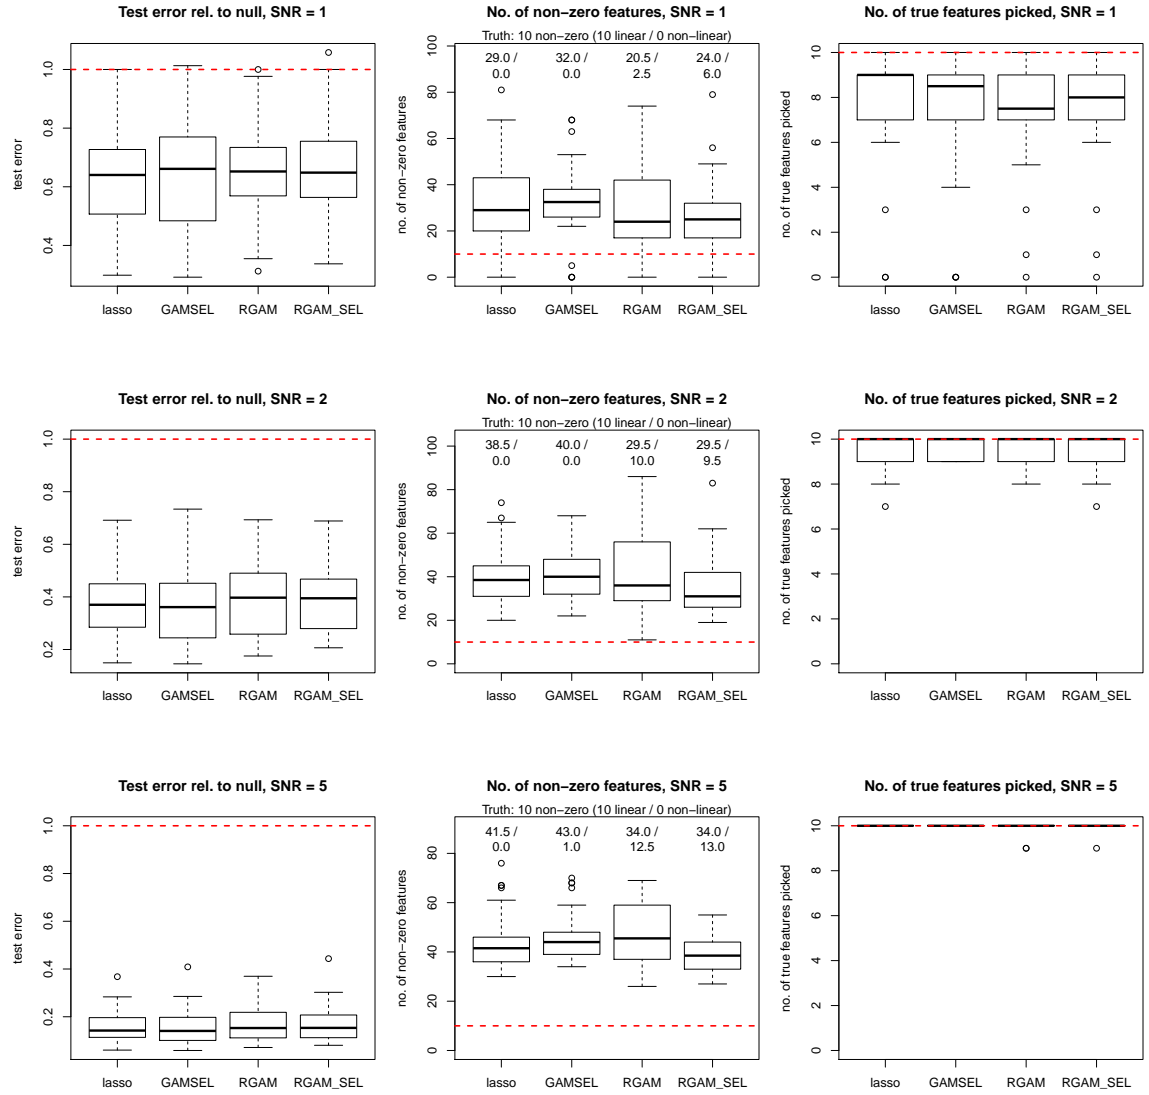 Test error rel. to null, SNR = 1
test error
0.4 0.6 0.8 1.0
lasso GAMSEL RGAM RGAM_SEL
No. of non−zero features, SNR = 1
Truth: 10 non−zero (10 linear / 0 non−linear)
29.0 / 32.0 / 20.5 / 24.0 /
0.0 0.0 2.5 6.0
no. of non−zero features
0 20 40 60 80 100
lasso GAMSEL RGAM RGAM_SEL
No. of true features picked, SNR = 1
no. of true features picked
0 2 4 6 8 10
lasso GAMSEL RGAM RGAM_SEL
Test error rel. to null, SNR = 2
test error
0.2 0.4 0.6 0.8 1.0
lasso GAMSEL RGAM RGAM_SEL
No. of non−zero features, SNR = 2
Truth: 10 non−zero (10 linear / 0 non−linear)
38.5 / 40.0 / 29.5 / 29.5 /
0.0 0.0 10.0 9.5
no. of non−zero features
0 20 40 60 80 100
lasso GAMSEL RGAM RGAM_SEL
No. of true features picked, SNR = 2
no. of true features picked
0 2 4 6 8 10
lasso GAMSEL RGAM RGAM_SEL
Test error rel. to null, SNR = 5
test error
0.2 0.4 0.6 0.8 1.0
lasso GAMSEL RGAM RGAM_SEL
No. of non−zero features, SNR = 5
Truth: 10 non−zero (10 linear / 0 non−linear)
41.5 / 43.0 / 34.0 / 34.0 /
0.0 1.0 12.5 13.0
no. of non−zero features
0 20 40 60 80
lasso GAMSEL RGAM RGAM_SEL
No. of true features picked, SNR = 5
no. of true features picked
0 2 4 6 8 10
lasso GAMSEL RGAM RGAM_SEL